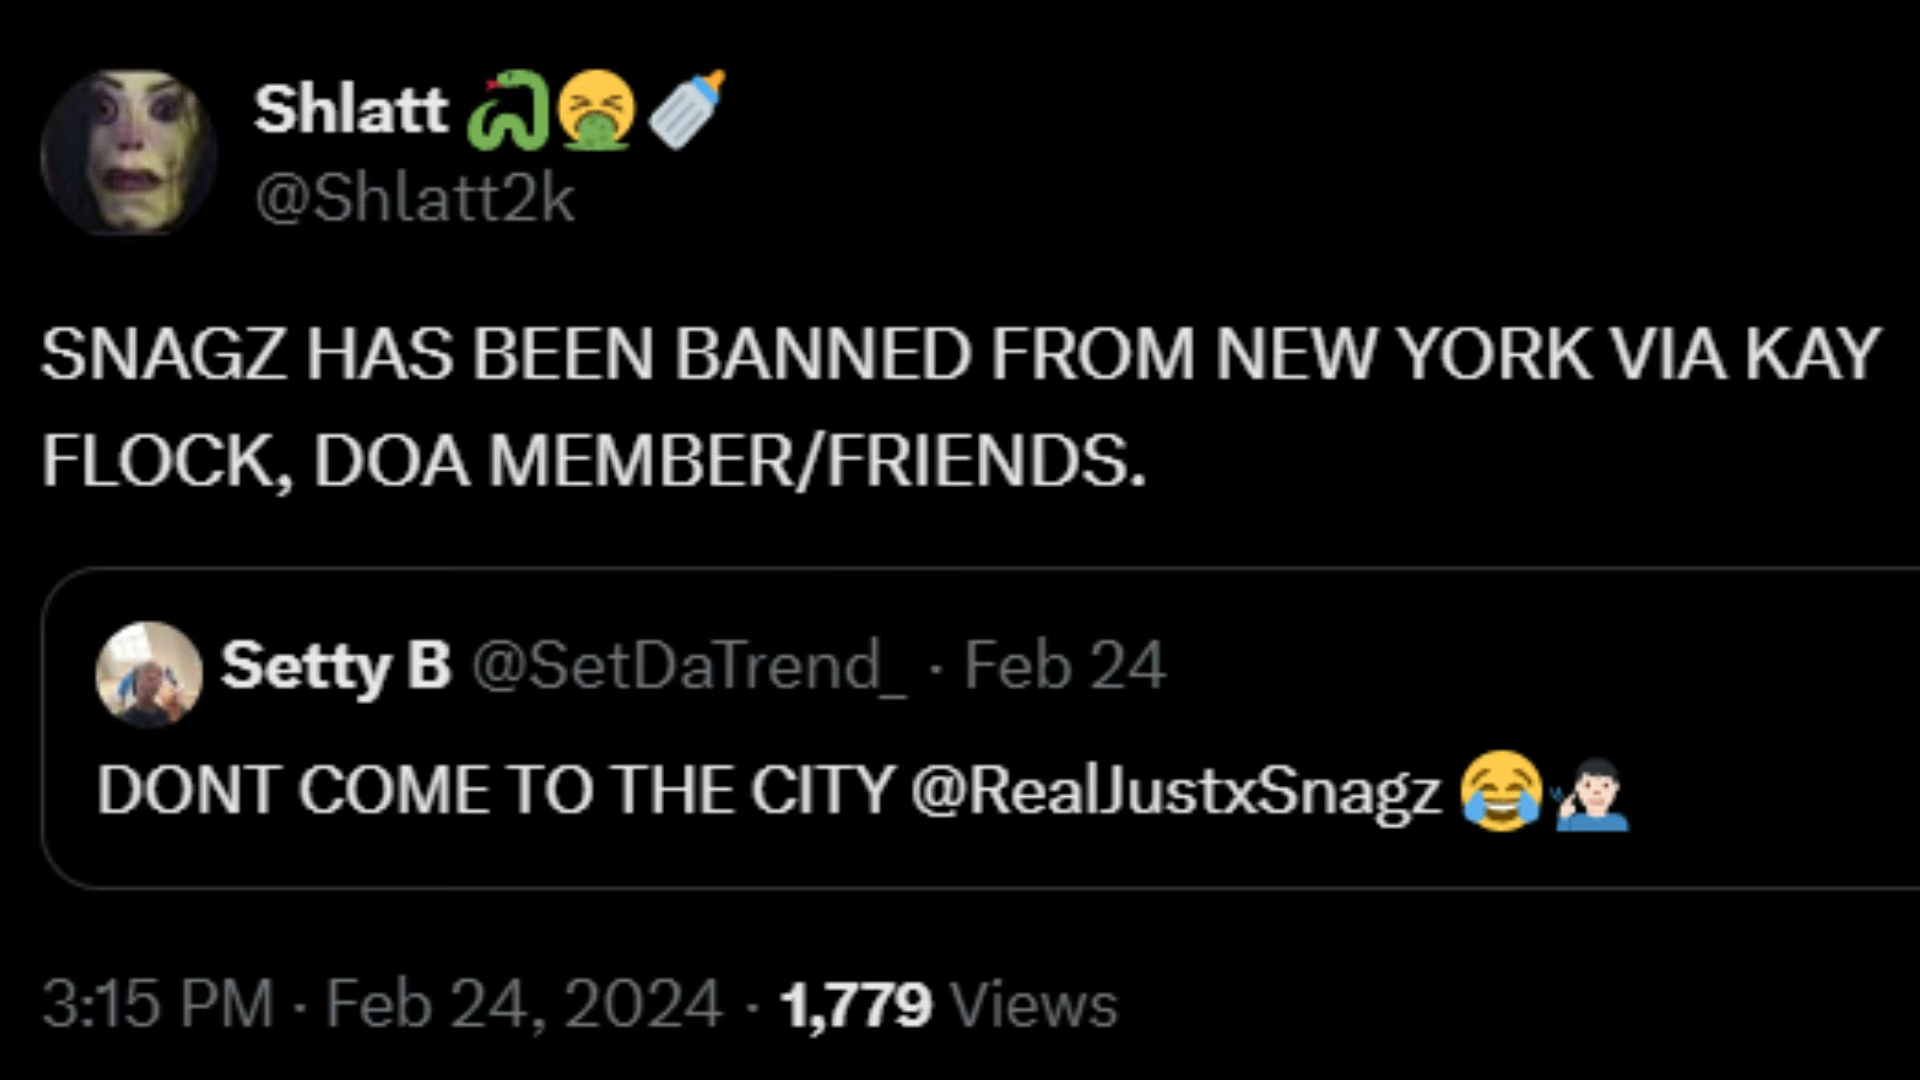 Shlatt 🐍🤮🍼
@Shlatt2k
SNAGZ HAS BEEN BANNED FROM NEW YORK VIA KAY
FLOCK, DOA MEMBER/FRIENDS.
Setty B @SetDaTrend_ · Feb 24
DONT COME TO THE CITY @RealJustxSnagz 😂🧏🏻‍♂️
3:15 PM · Feb 24, 2024 · 1,779 Views